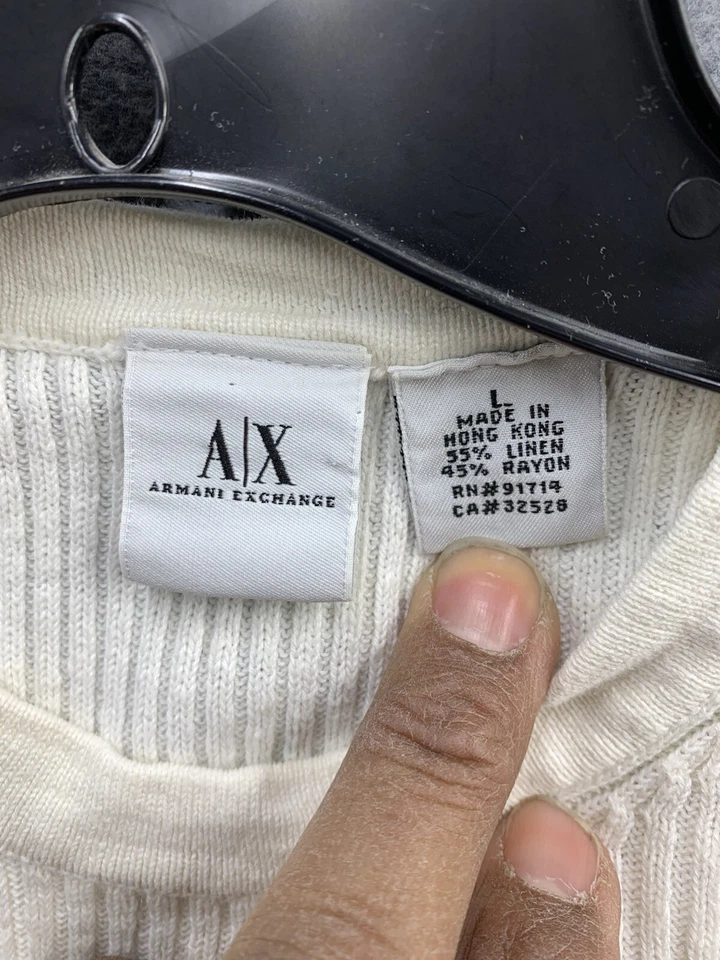 A|X
ARMANI EXCHANGE
L
MADE IN
HONG KONG
55% LINEN
45% RAYON
RN#91714
CA#32528